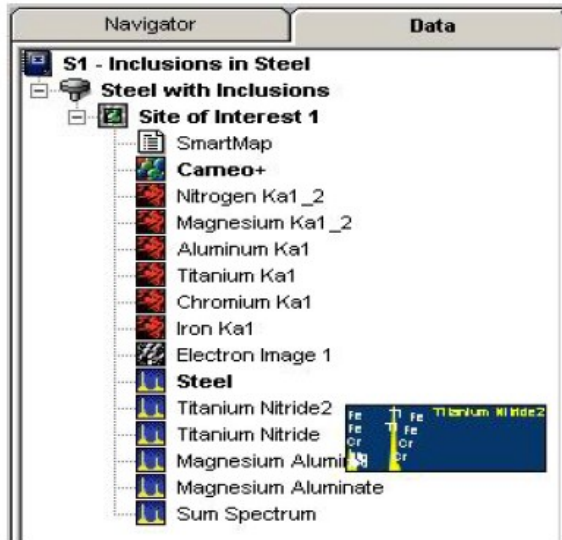 Navigator
Data
S1 - Inclusions in Steel
Steel with Inclusions
Site of Interest 1
SmartMap
Cameo+
Nitrogen Ka1_2
Magnesium Ka1_2
Aluminum Ka1
Titanium Ka1
Chromium Ka1
Iron Ka1
Electron Image 1
Steel
Titanium Nitride2
Fe Ti Fe Titanium Nitride2
Fe Ti Fe
Cr Cr
Cr
Titanium Nitride
Magnesium
Magnesium Aluminate
Sum Spectrum